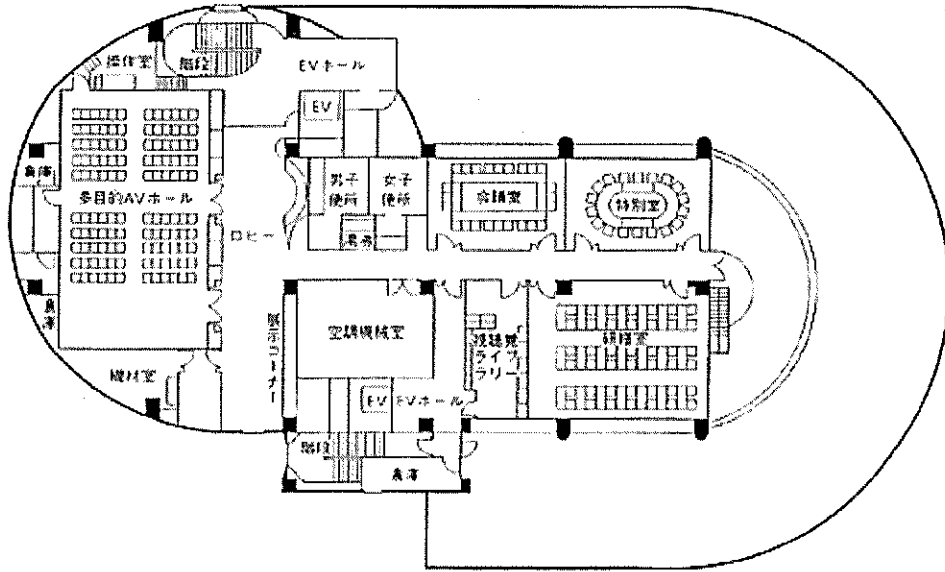 操作室
階段
EVホール
EV
倉庫
多目的AVホール
ロビー
男子
便所
女子
便所
湯沸
会議室
特別室
倉庫
機材室
展示コーナー
空調機械室
視聴覚
ライブ
ラリー
研修室
EV
EVホール
階段
倉庫